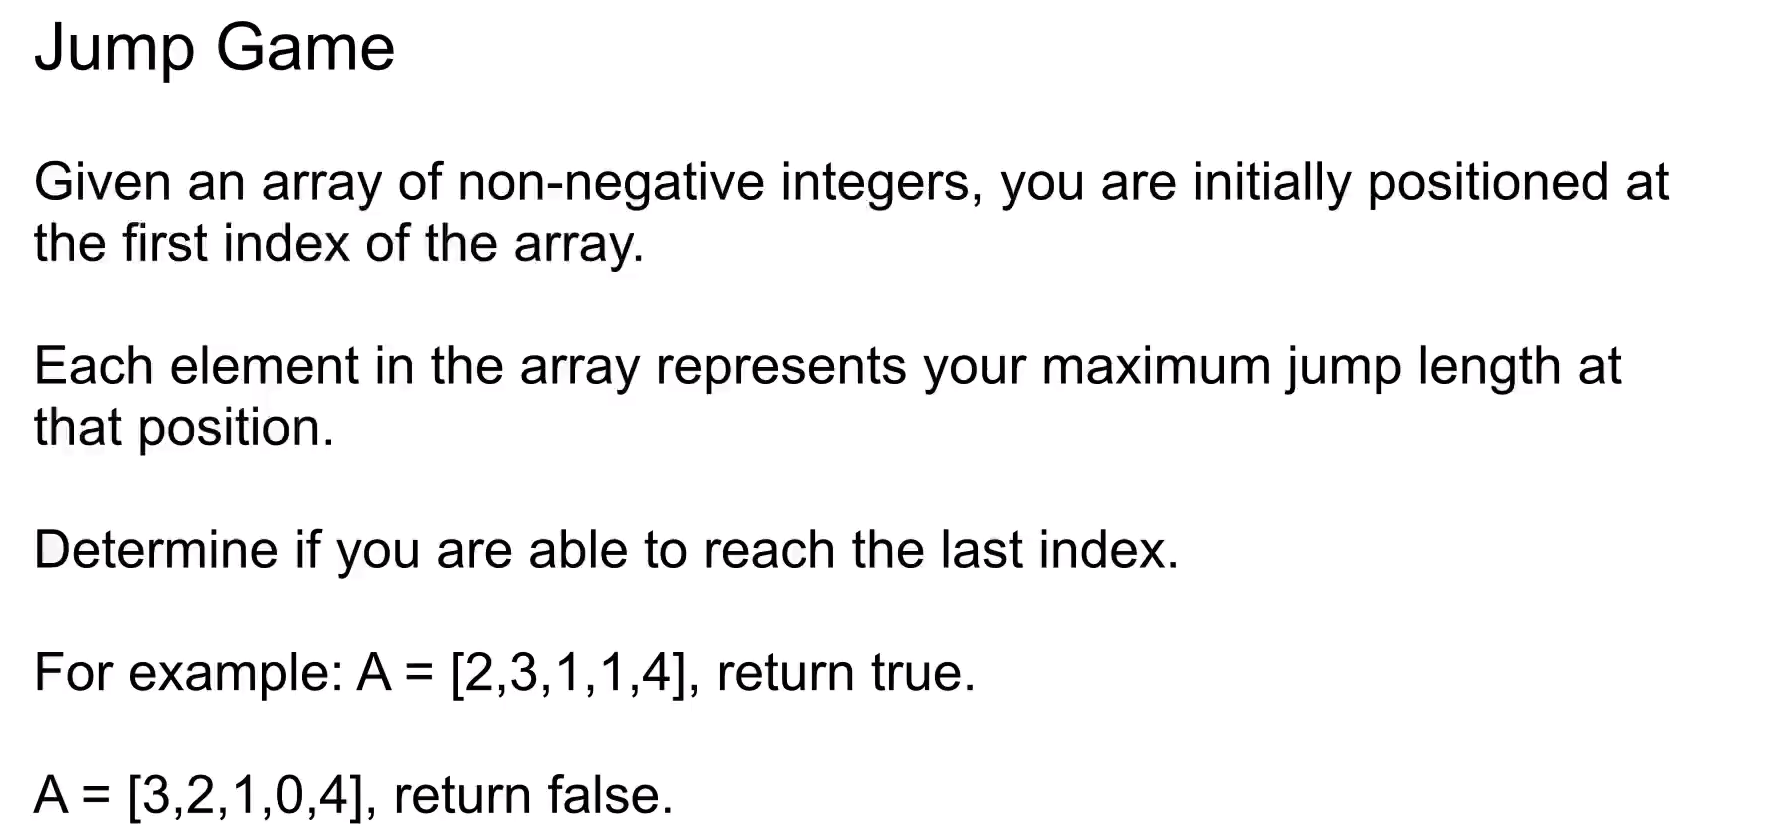 Jump Game
Given an array of non-negative integers, you are initially positioned at
the first index of the array.
Each element in the array represents your maximum jump length at
that position.
Determine if you are able to reach the last index.
For example: A = [2,3,1,1,4], return true.
A = [3,2,1,0,4], return false.